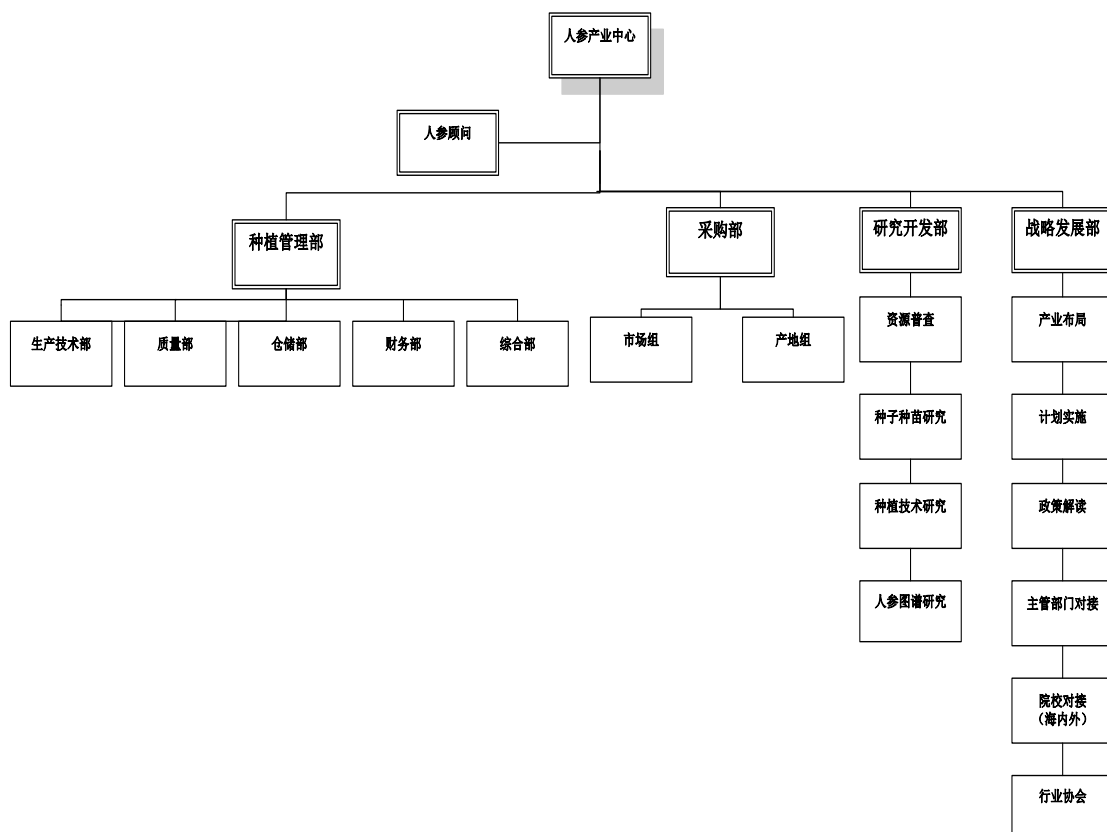 人参产业中心
人参顾问
种植管理部
采购部
研究开发部
战略发展部
生产技术部
质量部
仓储部
财务部
综合部
市场组
产地组
资源普查
产业布局
种子种苗研究
计划实施
种植技术研究
政策解读
人参图谱研究
主管部门对接
院校对接
（海内外）
行业协会